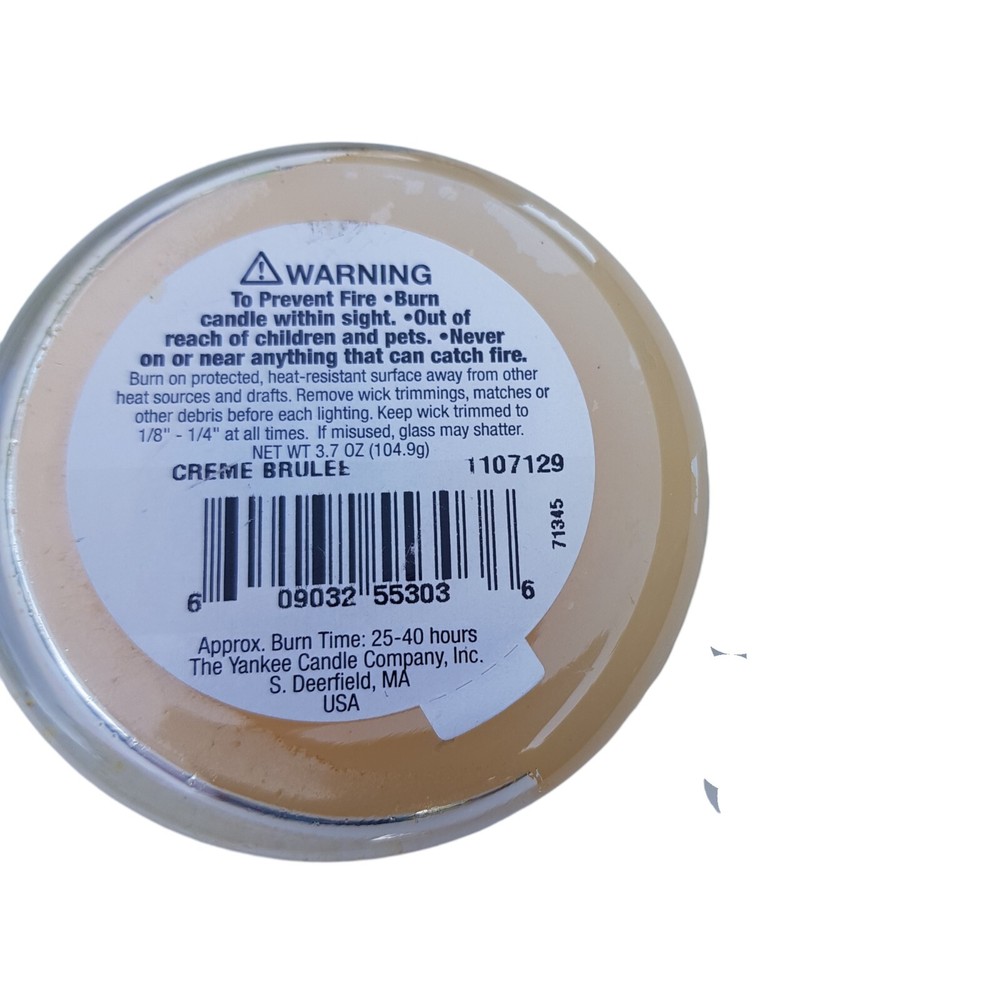 ⚠WARNING
To Prevent Fire •Burn
candle within sight. •Out of
reach of children and pets. •Never
on or near anything that can catch fire.
Burn on protected, heat-resistant surface away from other
heat sources and drafts. Remove wick trimmings, matches or
other debris before each lighting. Keep wick trimmed to
1/8" - 1/4" at all times. If misused, glass may shatter.
NET WT 3.7 OZ (104.9g)
CREME BRULEE 1107129
71345
6 09032 55303 6
Approx. Burn Time: 25-40 hours
The Yankee Candle Company, Inc.
S. Deerfield, MA
USA